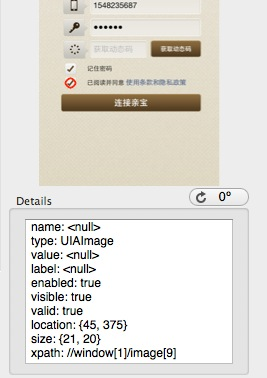 1548235687
••••••
获取动态码 获取动态码
记住密码
已阅读并同意 使用条款和隐私政策
连接亲宝
Details
0°
name: <null>
type: UIAImage
value: <null>
label: <null>
enabled: true
visible: true
valid: true
location: {45, 375}
size: {21, 20}
xpath: //window[1]/image[9]